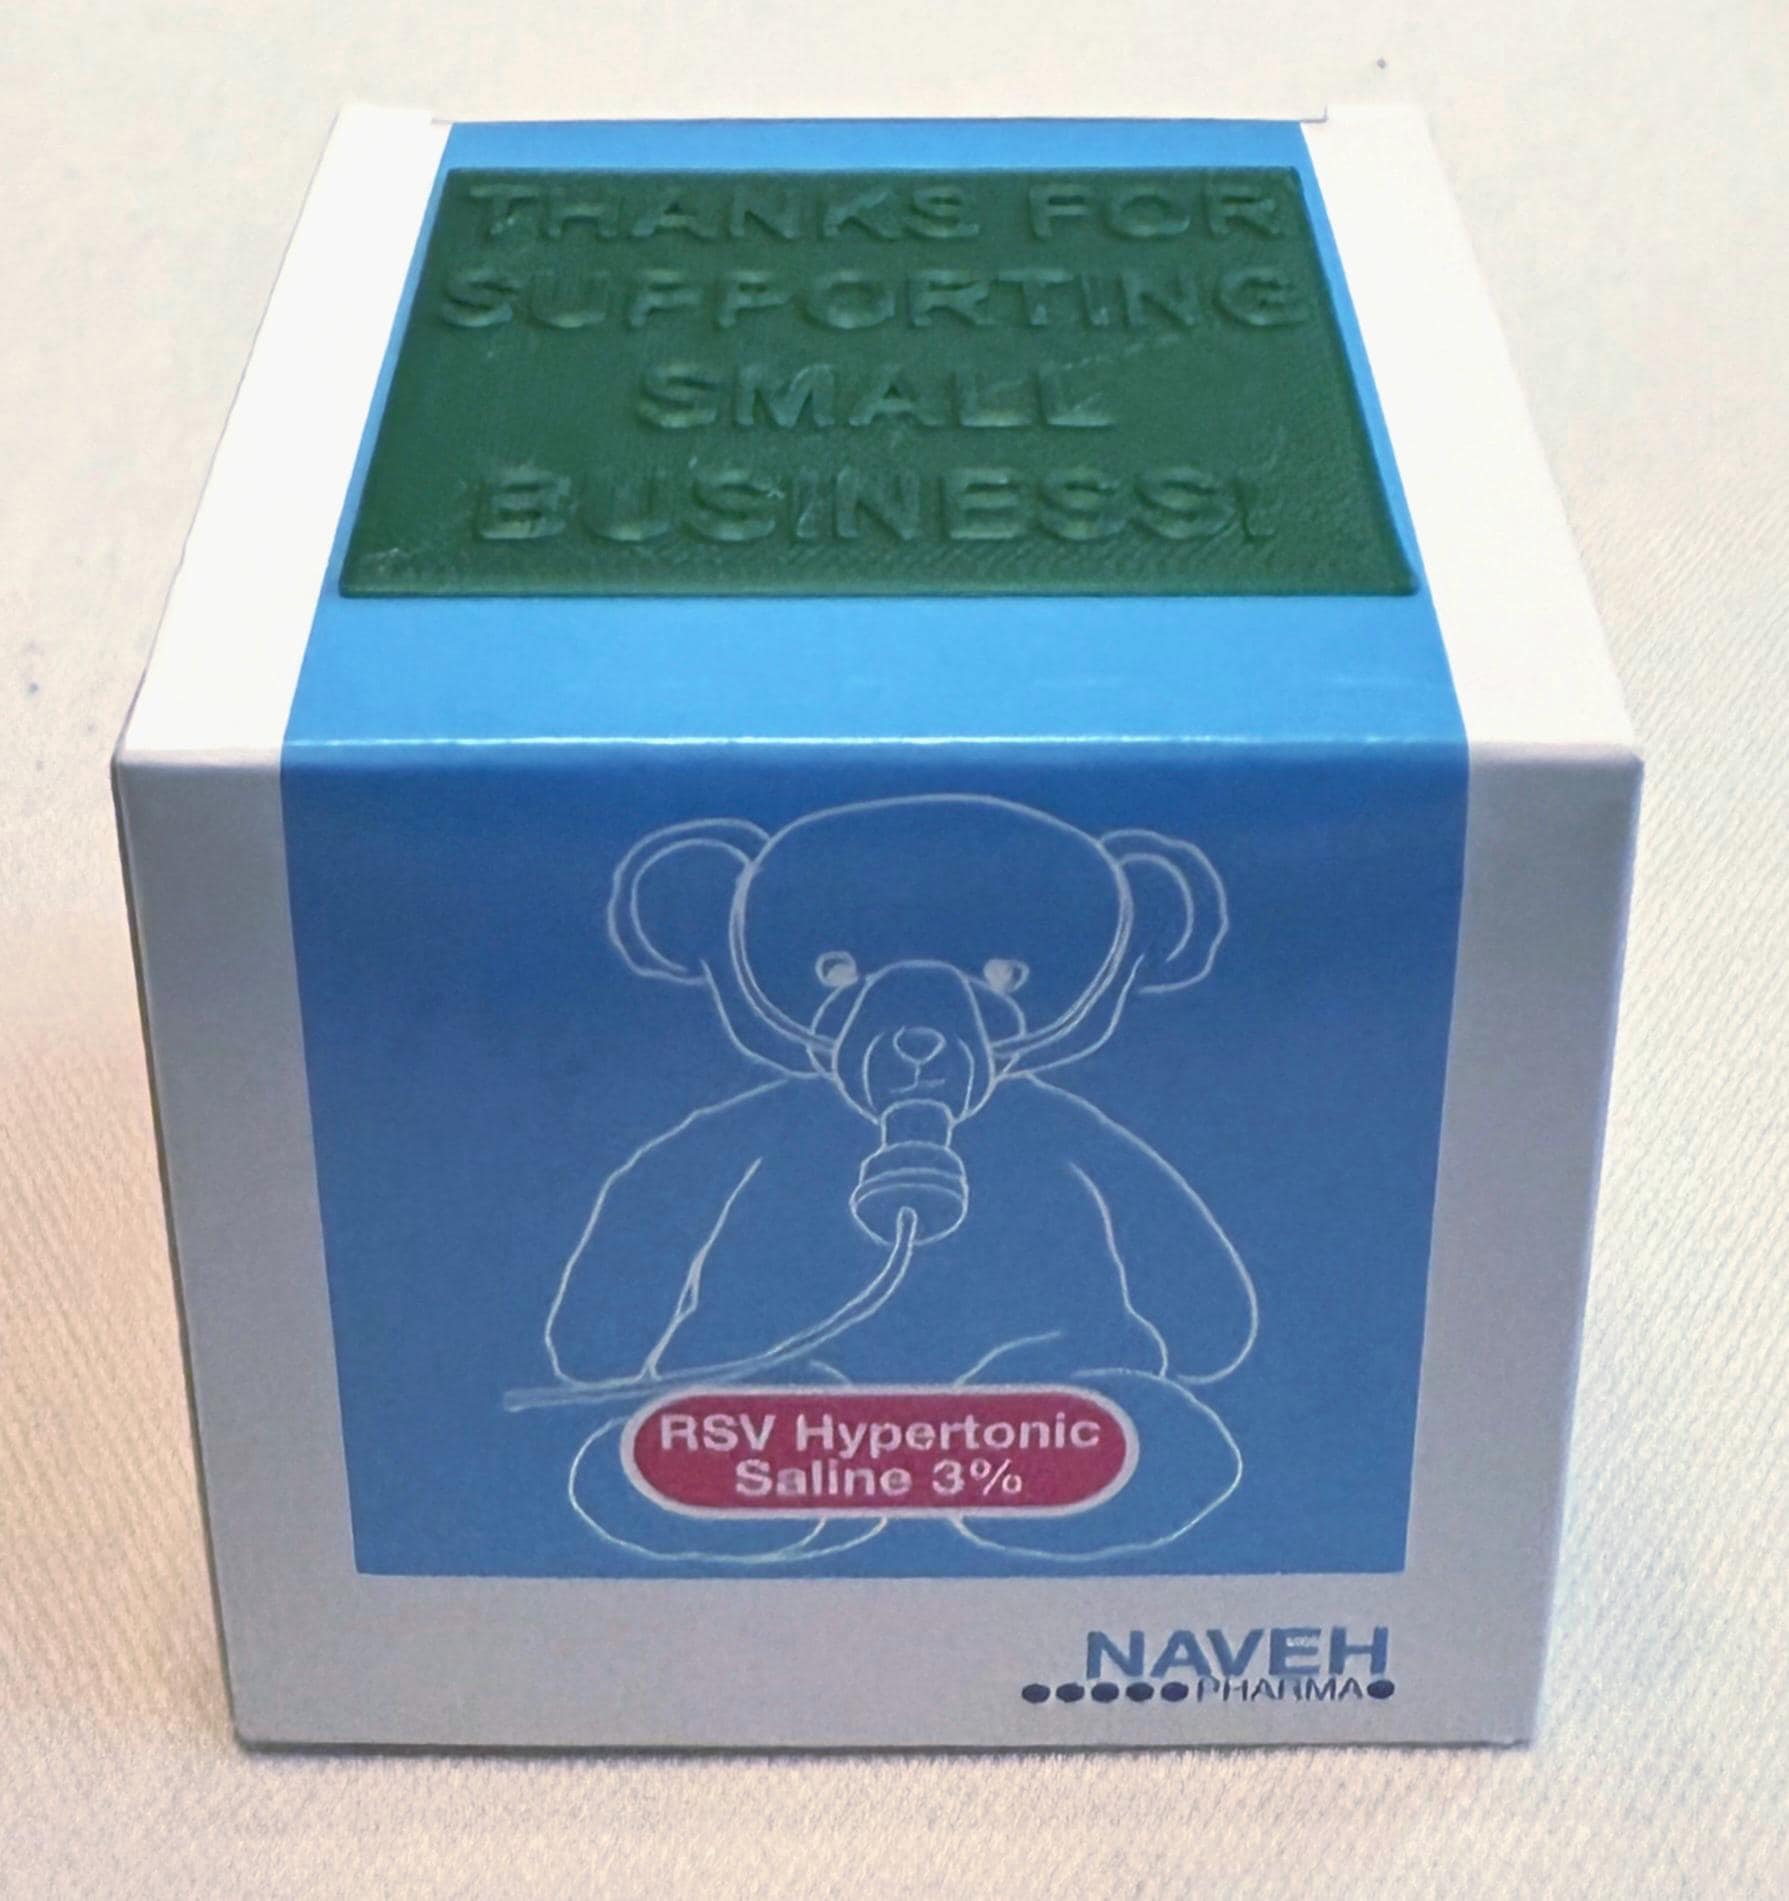 THANKS FOR
SUPPORTING
SMALL
BUSINESS!
RSV Hypertonic
Saline 3%
NAVEH
PHARMA